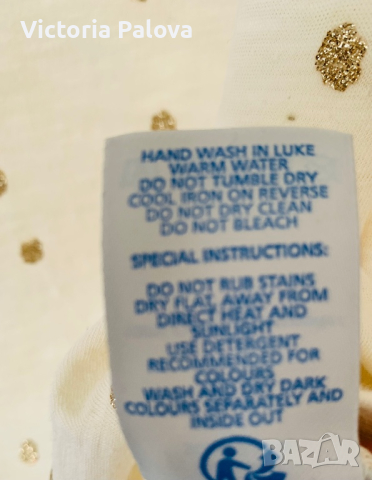 Victoria Palova
HAND WASH IN LUKE
WARM WATER
DO NOT TUMBLE DRY
COOL IRON ON REVERSE
DO NOT DRY CLEAN
DO NOT BLEACH
SPECIAL INSTRUCTIONS:
DO NOT RUB STAINS
DRY FLAT, AWAY FROM
DIRECT HEAT AND
SUNLIGHT
USE DETERGENT
RECOMMENDED FOR
COLOURS
WASH AND DRY DARK
COLOURS SEPARATELY AND
INSIDE OUT
BAZAR